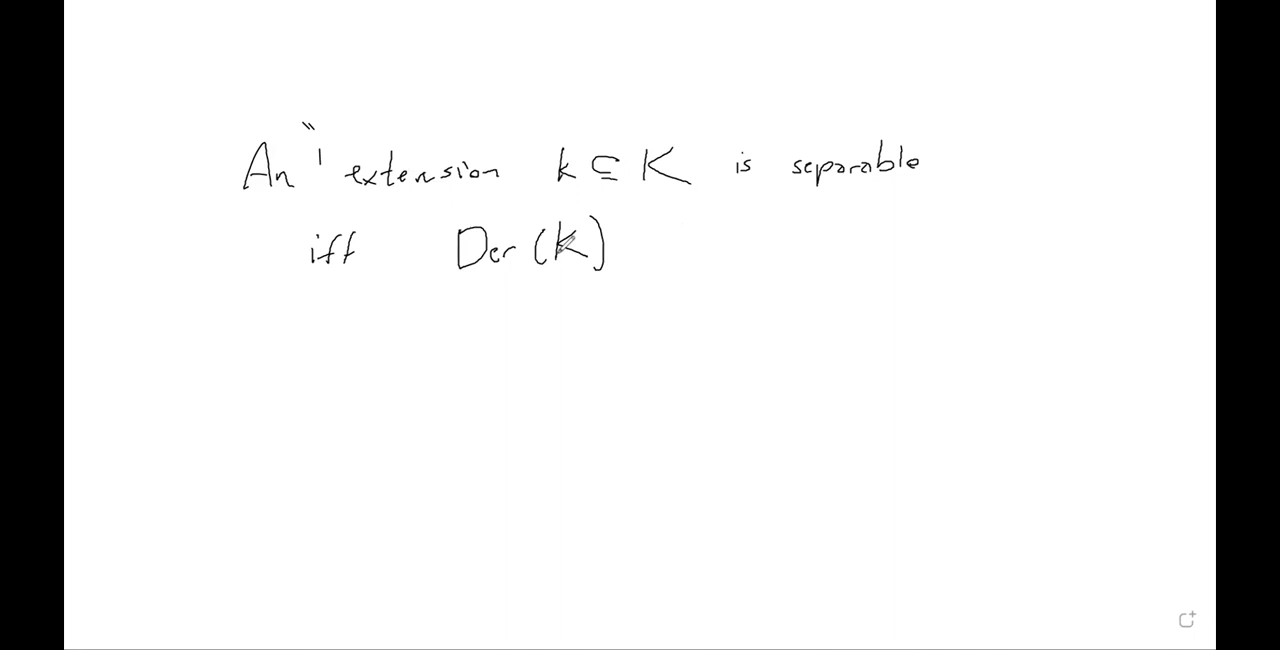 An extension k ⊆ K is separable
iff Der (K)